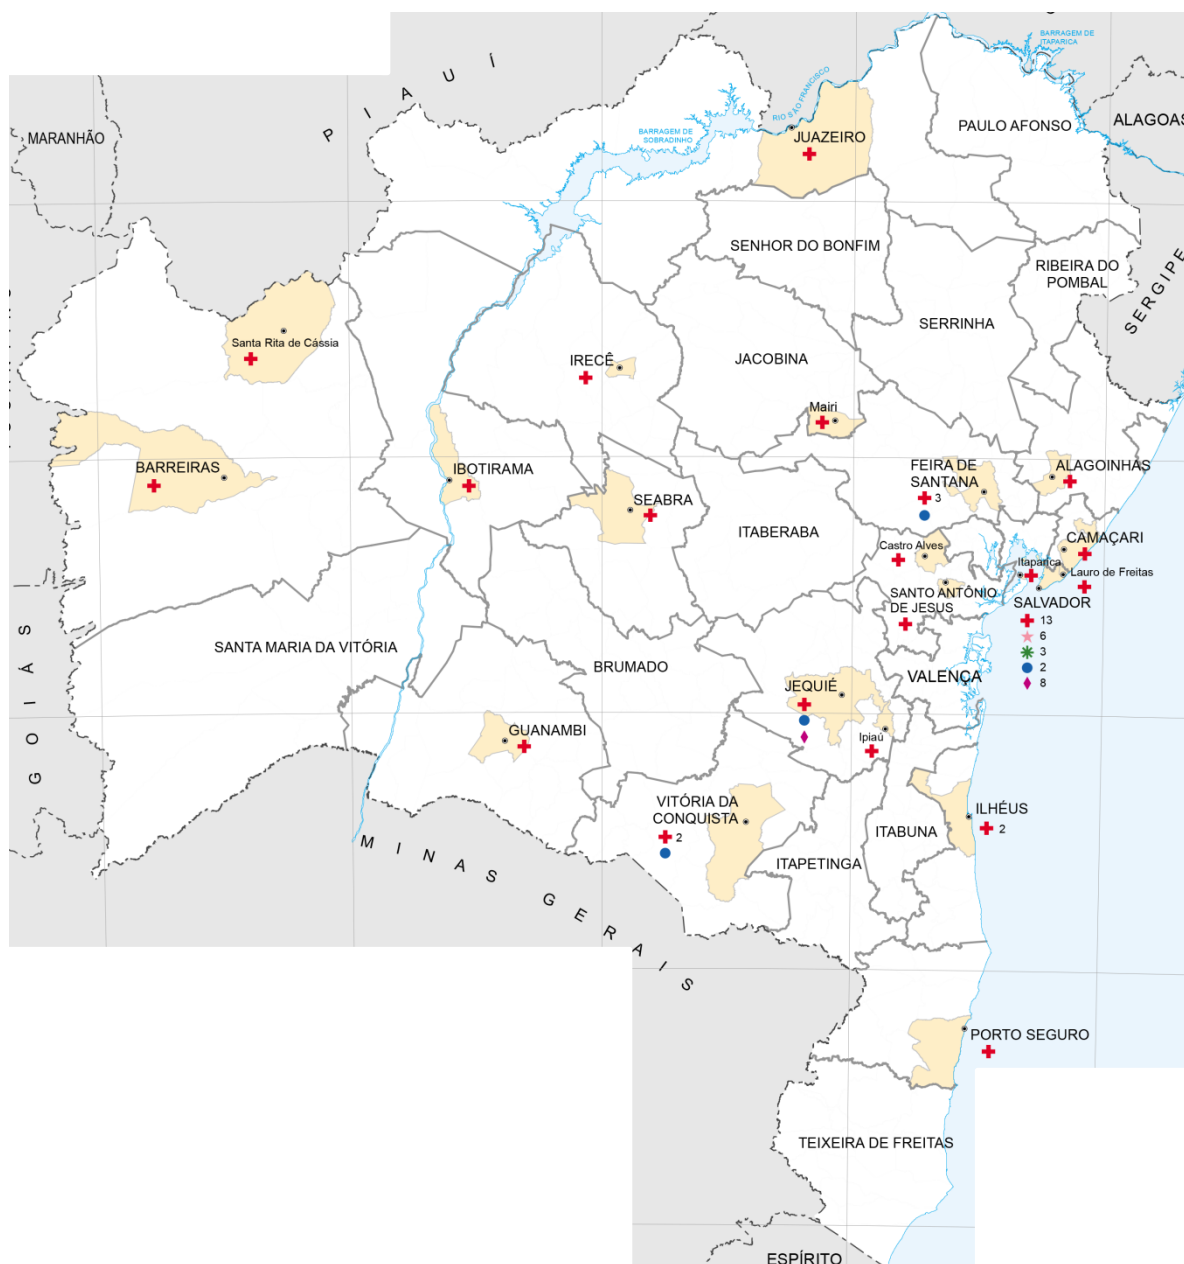 BARRAGEM DE
ITAPARICA
P I A U Í
RIO SÃO FRANCISCO
MARANHÃO
BARRAGEM DE
SOBRADINHO
JUAZEIRO
PAULO AFONSO
ALAGOAS
SENHOR DO BONFIM
RIBEIRA DO
POMBAL
SERGIPE
SERRINHA
Santa Rita de Cássia
IRECÊ
JACOBINA
Mairi
BARREIRAS
IBOTIRAMA
SEABRA
FEIRA DE
SANTANA
3
ALAGOINHAS
ITABERABA
CAMAÇARI
Castro Alves
Itaparica
Lauro de Freitas
SANTO ANTÔNIO
DE JESUS
SALVADOR
13
6
3
2
8
GOIÁS
SANTA MARIA DA VITÓRIA
BRUMADO
VALENÇA
JEQUIÉ
GUANAMBI
Ipiaú
VITÓRIA DA
CONQUISTA
2
ILHÉUS
2
ITABUNA
ITAPETINGA
MINAS GERAIS
PORTO SEGURO
TEIXEIRA DE FREITAS
ESPÍRITO